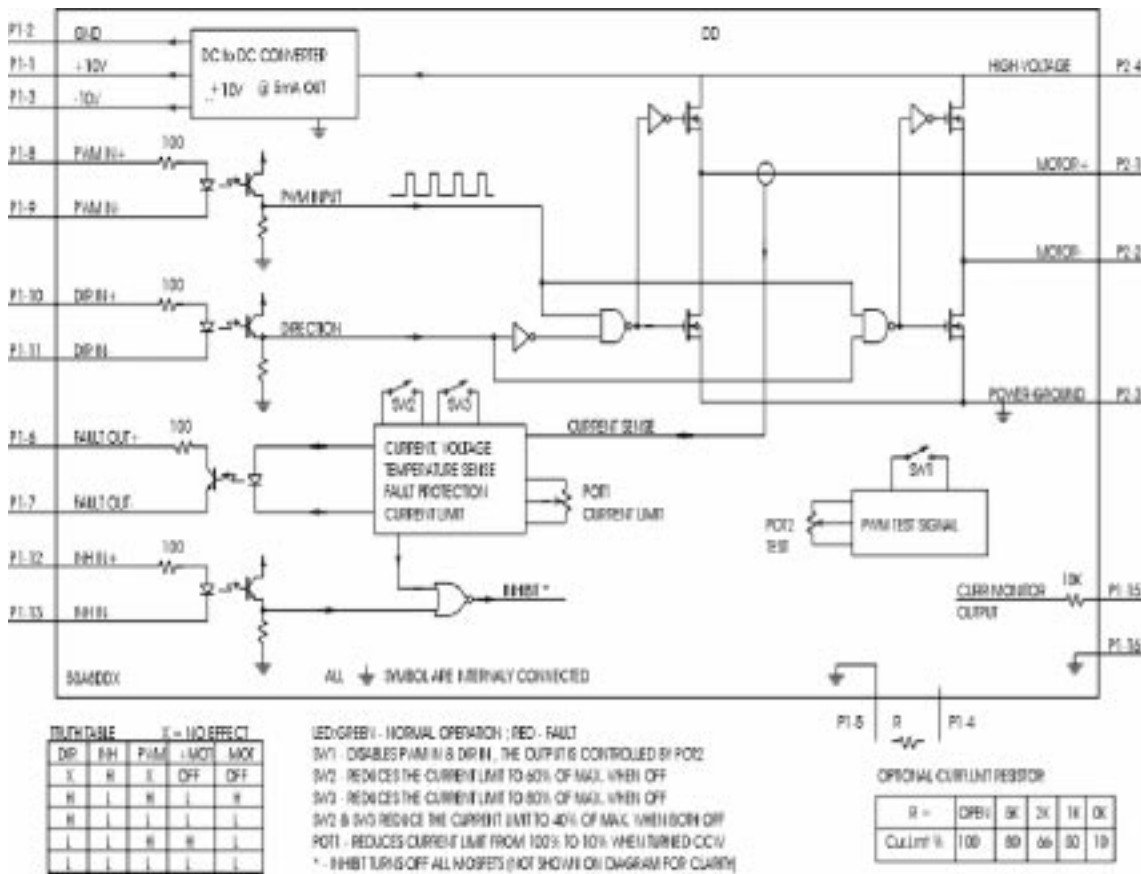 P1-2 GND
DC to DC CONVERTER
DD
P1-1 +10V
HIGH VOLTAGE P2-4
+10V @ 5mA OUT
P1-3 -10V
100
P1-8 PWM IN+
MOTOR+ P2-1
PWM INPUT
P1-9 PWM IN-
MOTOR- P2-2
100
P1-10 DIR IN+
DIRECTION
P1-11 DIR IN
SW2 SW3
POWER-GROUND P2-3
100
P1-6 FAULT OUT+
CURRENT SENSE
CURRENT, VOLTAGE
TEMPERATURE SENSE
FAULT PROTECTION
CURRENT LIMIT
SW1
POT1
CURRENT LIMIT
P1-7 FAULT OUT-
POT2
TEST
PWM TEST SIGNAL
100
P1-12 INH IN+
INHIBIT *
10K
CURR MONITOR
OUTPUT
P1-15
P1-13 INH IN
P1-16
ALL SYMBOL ARE INTERNALY CONNECTED
P1-5 R P1-4
TRUTH TABLE X = NO EFFECT
DIR INH PWM +MOT MOT
X H X OFF OFF
H L H L H
H L L L L
L L H H L
L L L L L
LED:GREEN - NORMAL OPERATION ; RED - FAULT
SW1 - DISABLES PWM IN & DIR IN, THE OUTPUT IS CONTROLLED BY POT2
SW2 - REDUCES THE CURRENT LIMIT TO 60% OF MAX. WHEN OFF
SW3 - REDUCES THE CURRENT LIMIT TO 80% OF MAX. WHEN OFF
SW2 & SW3 REDUCE THE CURRENT LIMIT TO 40% OF MAX. WHEN BOTH OFF
POT1 - REDUCES CURRENT LIMIT FROM 100% TO 10% WHEN TURNED CCW
* - INHIBIT TURNS OFF ALL MOSFETS (NOT SHOWN ON DIAGRAM FOR CLARITY)
OPTIONAL CURR LIMIT RESISTOR
R = OPEN 2K 1K 0K
Cur.Lmt % 100 80 66 50 10